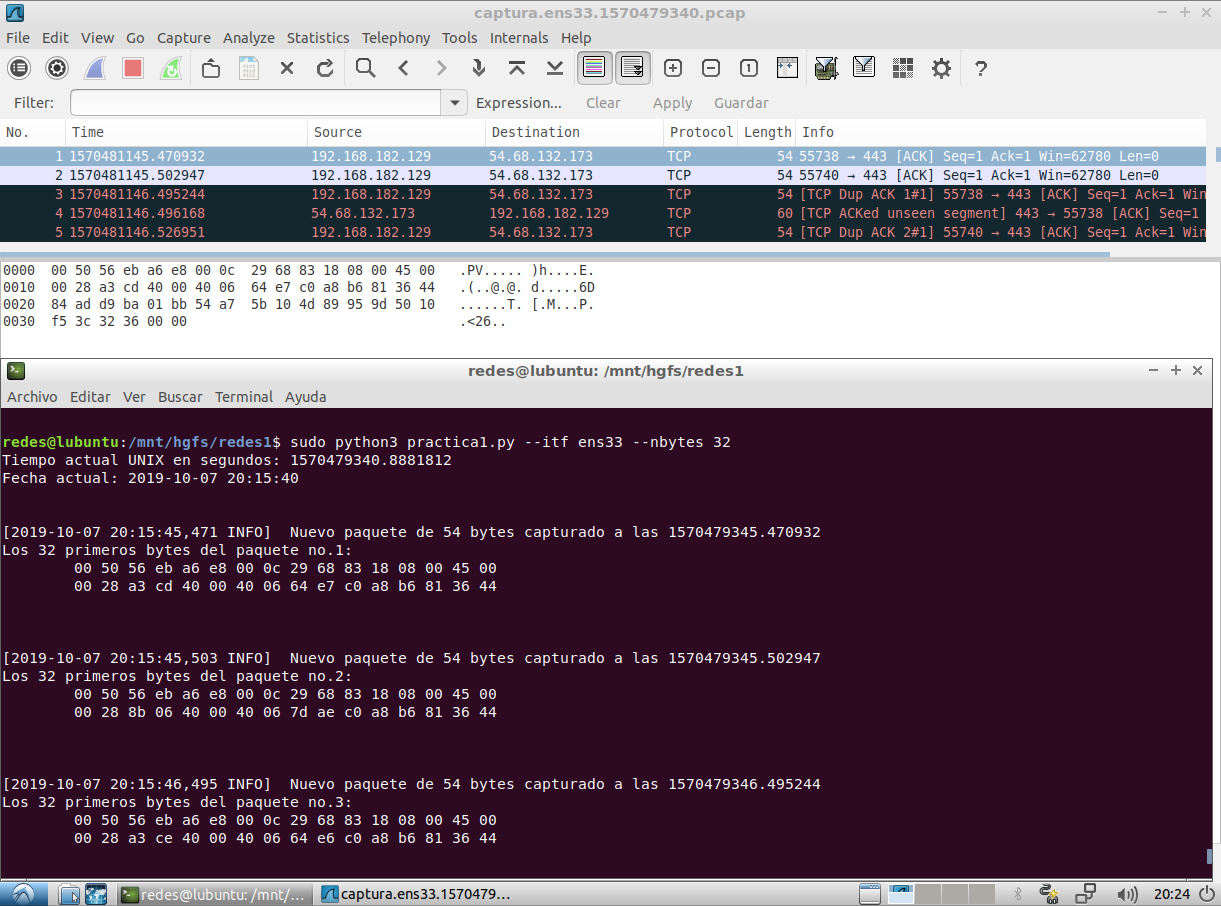 captura.ens33.1570479340.pcap
File Edit View Go Capture Analyze Statistics Telephony Tools Internals Help
Filter: Expression... Clear Apply Guardar
No. Time Source Destination Protocol Length Info
1 1570481145.470932 192.168.182.129 54.68.132.173 TCP 54 55738 → 443 [ACK] Seq=1 Ack=1 Win=62780 Len=0
2 1570481145.502947 192.168.182.129 54.68.132.173 TCP 54 55740 → 443 [ACK] Seq=1 Ack=1 Win=62780 Len=0
3 1570481146.495244 192.168.182.129 54.68.132.173 TCP 54 [TCP Dup ACK 1#1] 55738 → 443 [ACK] Seq=1 Ack=1 Win
4 1570481146.496168 54.68.132.173 192.168.182.129 TCP 60 [TCP ACKed unseen segment] 443 → 55738 [ACK] Seq=1
5 1570481146.526951 192.168.182.129 54.68.132.173 TCP 54 [TCP Dup ACK 2#1] 55740 → 443 [ACK] Seq=1 Ack=1 Win
0000 00 50 56 eb a6 e8 00 0c 29 68 83 18 08 00 45 00 .PV..... )h....E.
0010 00 28 a3 cd 40 00 40 06 64 e7 c0 a8 b6 81 36 44 .(..@.@. d.....6D
0020 84 ad d9 ba 01 bb 54 a7 5b 10 4d 89 95 9d 50 10 ......T. [.M...P.
0030 f5 3c 32 36 00 00 .<26..
redes@lubuntu: /mnt/hgfs/redes1
Archivo Editar Ver Buscar Terminal Ayuda
redes@lubuntu:/mnt/hgfs/redes1$ sudo python3 practica1.py --itf ens33 --nbytes 32
Tiempo actual UNIX en segundos: 1570479340.8881812
Fecha actual: 2019-10-07 20:15:40
[2019-10-07 20:15:45,471 INFO] Nuevo paquete de 54 bytes capturado a las 1570479345.470932
Los 32 primeros bytes del paquete no.1:
00 50 56 eb a6 e8 00 0c 29 68 83 18 08 00 45 00
00 28 a3 cd 40 00 40 06 64 e7 c0 a8 b6 81 36 44
[2019-10-07 20:15:45,503 INFO] Nuevo paquete de 54 bytes capturado a las 1570479345.502947
Los 32 primeros bytes del paquete no.2:
00 50 56 eb a6 e8 00 0c 29 68 83 18 08 00 45 00
00 28 8b 06 40 00 40 06 7d ae c0 a8 b6 81 36 44
[2019-10-07 20:15:46,495 INFO] Nuevo paquete de 54 bytes capturado a las 1570479346.495244
Los 32 primeros bytes del paquete no.3:
00 50 56 eb a6 e8 00 0c 29 68 83 18 08 00 45 00
00 28 a3 ce 40 00 40 06 64 e6 c0 a8 b6 81 36 44
redes@lubuntu: /mnt/... captura.ens33.1570479... 20:24